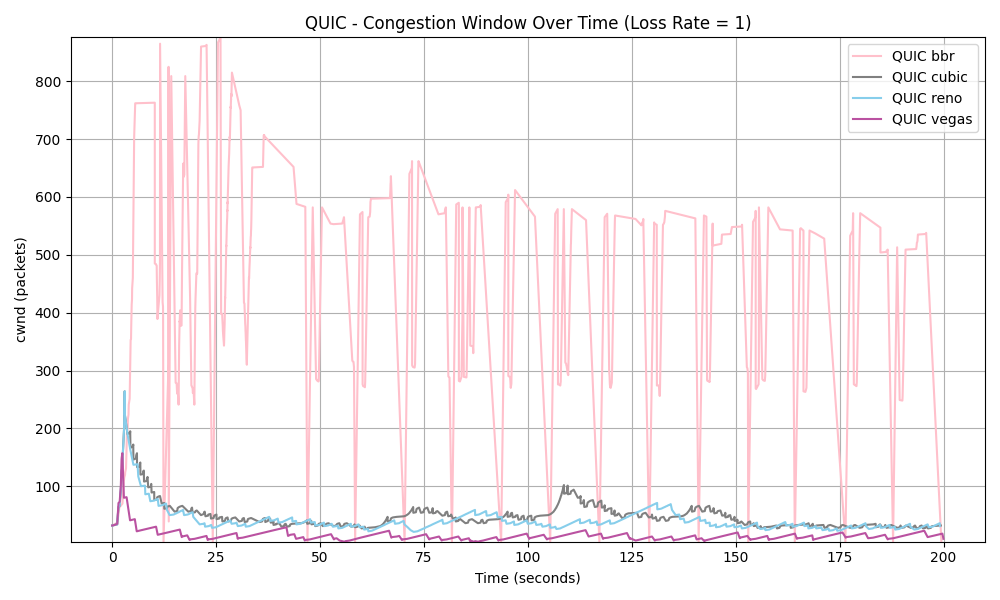 QUIC - Congestion Window Over Time (Loss Rate = 1)
QUIC bbr
QUIC cubic
QUIC reno
QUIC vegas
cwnd (packets)
800
700
600
500
400
300
200
100
0
25
50
75
100
125
150
175
200
Time (seconds)